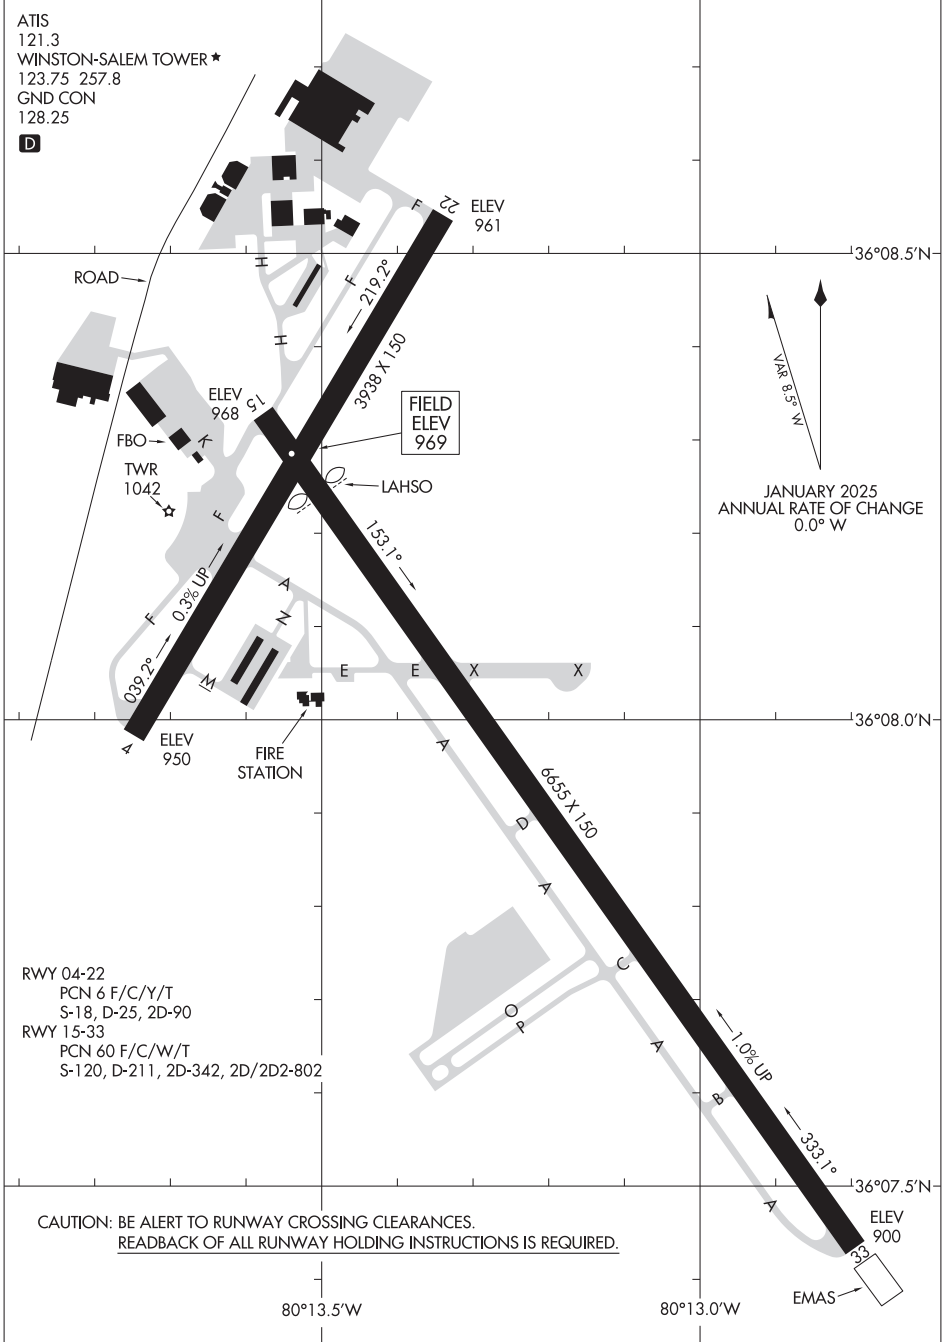 ATIS
121.3
WINSTON-SALEM TOWER★
123.75 257.8
GND CON
128.25
D
F
22
ELEV
961
36°08.5'N
ROAD
H
F
219.2°
H
3938 X 150
VAR 8.5° W
ELEV
968
15
FIELD
ELEV
969
FBO
K
TWR
1042
LAHSO
JANUARY 2025
ANNUAL RATE OF CHANGE
0.0° W
F
153.1°
0.3% UP
A
N
F
039.2°
M
E
E
X
X
4
ELEV
950
FIRE
STATION
36°08.0'N
A
6655 X 150
D
A
C
RWY 04-22
PCN 6 F/C/Y/T
S-18, D-25, 2D-90
RWY 15-33
PCN 60 F/C/W/T
S-120, D-211, 2D-342, 2D/2D2-802
O
P
A
1.0% UP
B
333.1°
36°07.5'N
A
CAUTION: BE ALERT TO RUNWAY CROSSING CLEARANCES.
READBACK OF ALL RUNWAY HOLDING INSTRUCTIONS IS REQUIRED.
ELEV
900
33
EMAS
80°13.5'W
80°13.0'W